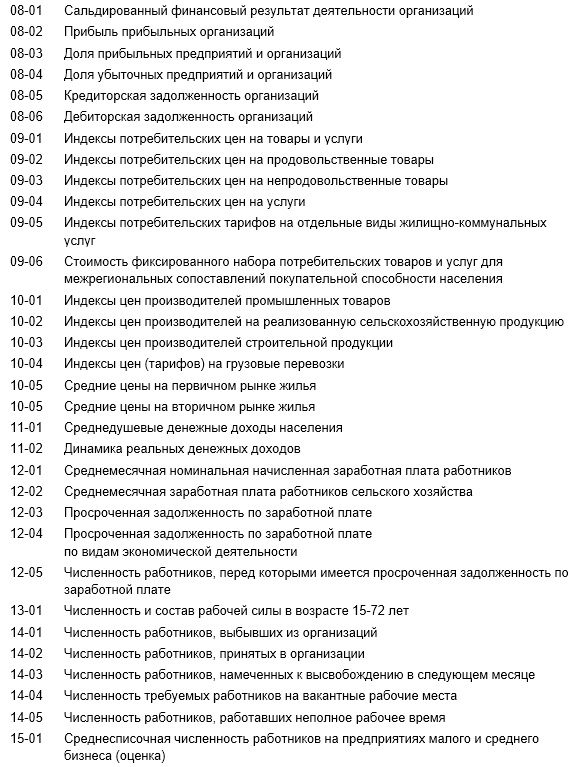 08-01 Сальдированный финансовый результат деятельности организаций
08-02 Прибыль прибыльных организаций
08-03 Доля прибыльных предприятий и организаций
08-04 Доля убыточных предприятий и организаций
08-05 Кредиторская задолженность организаций
08-06 Дебиторская задолженность организаций
09-01 Индексы потребительских цен на товары и услуги
09-02 Индексы потребительских цен на продовольственные товары
09-03 Индексы потребительских цен на непродовольственные товары
09-04 Индексы потребительских цен на услуги
09-05 Индексы потребительских тарифов на отдельные виды жилищно-коммунальных
услуг
09-06 Стоимость фиксированного набора потребительских товаров и услуг для
межрегиональных сопоставлений покупательной способности населения
10-01 Индексы цен производителей промышленных товаров
10-02 Индексы цен производителей на реализованную сельскохозяйственную продукцию
10-03 Индексы цен производителей строительной продукции
10-04 Индексы цен (тарифов) на грузовые перевозки
10-05 Средние цены на первичном рынке жилья
10-05 Средние цены на вторичном рынке жилья
11-01 Среднедушевые денежные доходы населения
11-02 Динамика реальных денежных доходов
12-01 Среднемесячная номинальная начисленная заработная плата работников
12-02 Среднемесячная заработная плата работников сельского хозяйства
12-03 Просроченная задолженность по заработной плате
12-04 Просроченная задолженность по заработной плате
по видам экономической деятельности
12-05 Численность работников, перед которыми имеется просроченная задолженность по
заработной плате
13-01 Численность и состав рабочей силы в возрасте 15-72 лет
14-01 Численность работников, выбывших из организаций
14-02 Численность работников, принятых в организации
14-03 Численность работников, намеченных к высвобождению в следующем месяце
14-04 Численность требуемых работников на вакантные рабочие места
14-05 Численность работников, работавших неполное рабочее время
15-01 Среднесписочная численность работников на предприятиях малого и среднего
бизнеса (оценка)